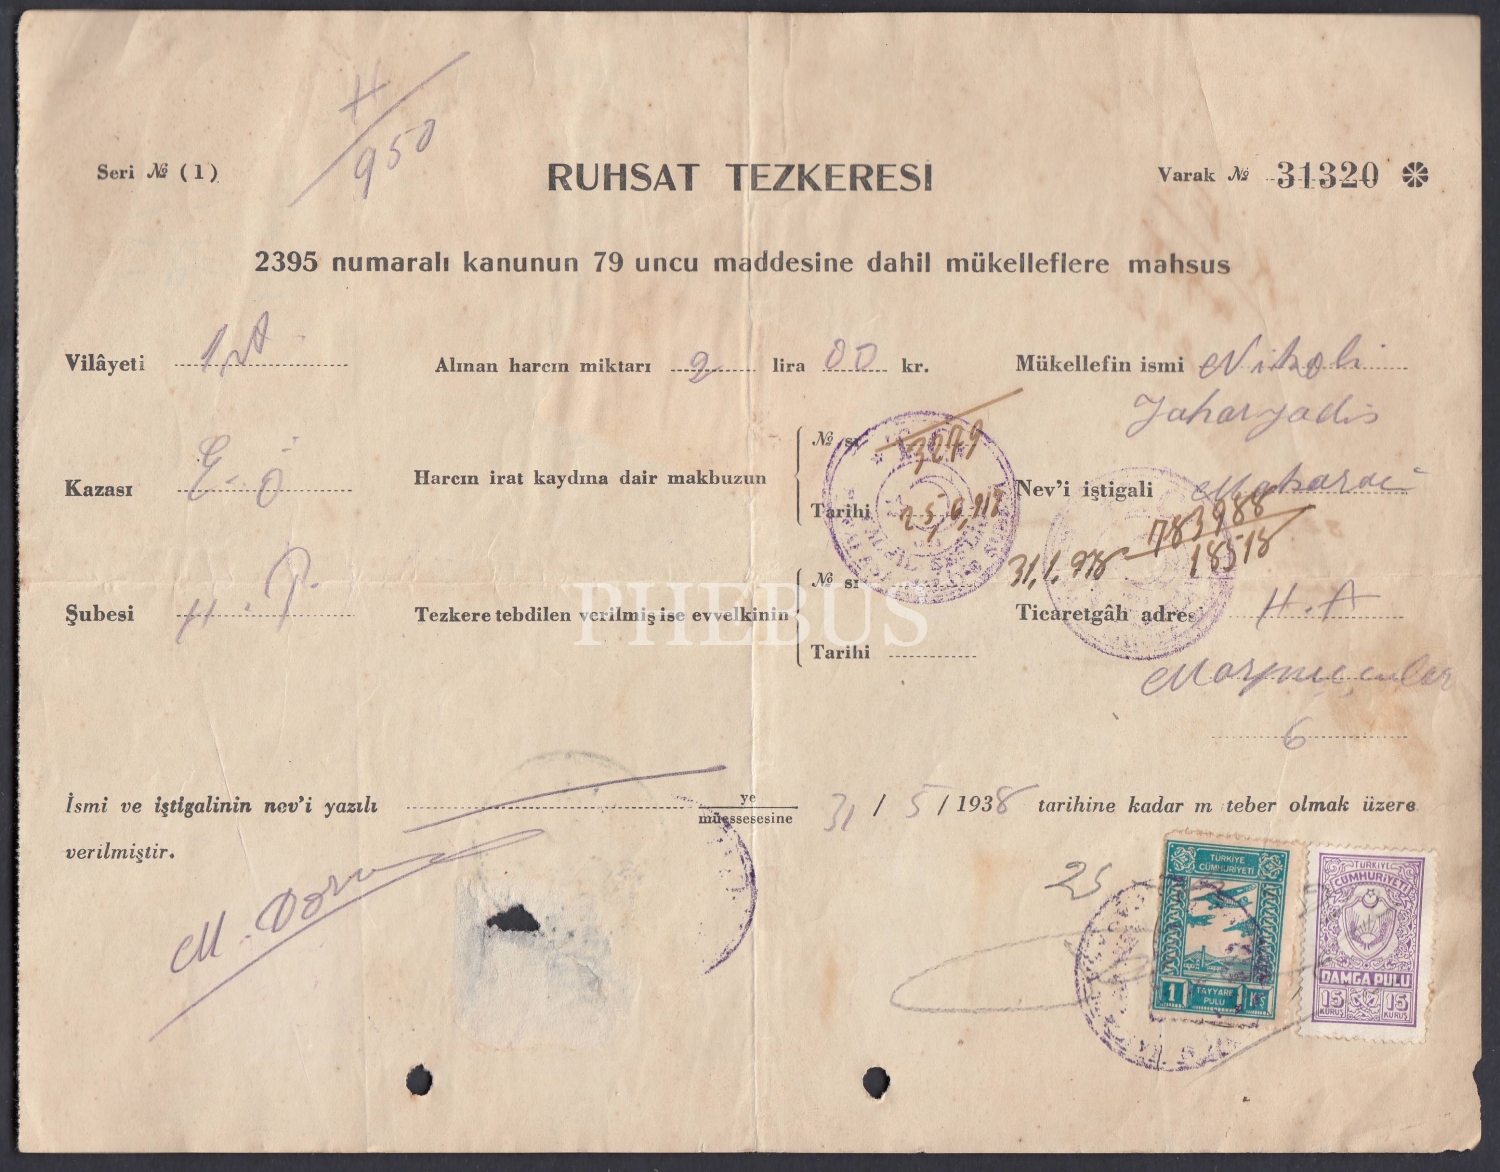 950
Seri № (1)
RUHSAT TEZKERESİ
Varak № 31320
2395 numaralı kanunun 79 uncu maddesine dahil mükelleflere mahsus
Vilâyeti
Alınan harcın miktarı 2 lira 00 kr.
Mükellefin ismi Nikoli
Zaharyadis
Kazası E. Ö
Harcın irat kaydına dair makbuzun
№ sı 3279
Tarihi
Nev'i iştigali
783988
31,1,938 18518
Şubesi H. P.
Tezkere tebdilen verilmiş ise evvelkinin
№ sı
Tarihi
Ticaretgâh adresi H. A
6
İsmi ve iştigalinin nev'i yazılı ye müessesesine 31 / 5 / 1938 tarihine kadar m teber olmak üzere
verilmiştir.
25
TÜRKİYE
CÜMHURİYETİ
1 TAYYARE PULU 1 KŞ
TÜRKİYE
CÜMHURİYETİ
DAMGA PULU
15 KURUŞ 15 KURUŞ
PHEBUS